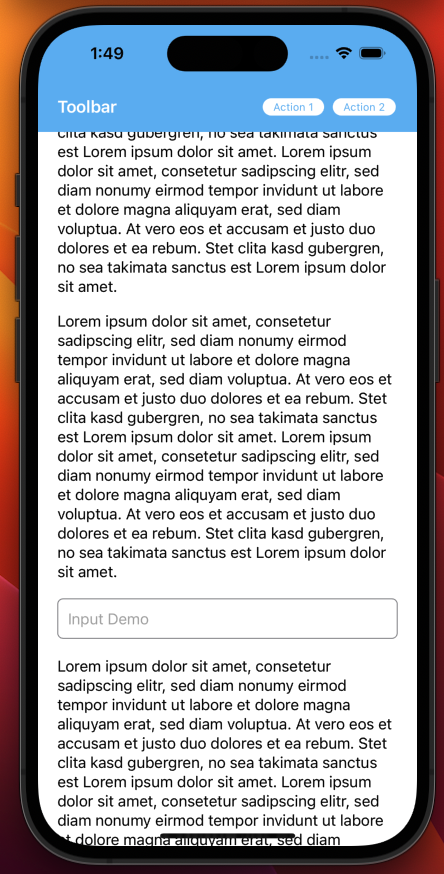 1:49
Toolbar
Action 1
Action 2
clita kasd gubergren, no sea takimata sanctus
est Lorem ipsum dolor sit amet. Lorem ipsum
dolor sit amet, consetetur sadipscing elitr, sed
diam nonumy eirmod tempor invidunt ut labore
et dolore magna aliquyam erat, sed diam
voluptua. At vero eos et accusam et justo duo
dolores et ea rebum. Stet clita kasd gubergren,
no sea takimata sanctus est Lorem ipsum dolor
sit amet.
Lorem ipsum dolor sit amet, consetetur
sadipscing elitr, sed diam nonumy eirmod
tempor invidunt ut labore et dolore magna
aliquyam erat, sed diam voluptua. At vero eos et
accusam et justo duo dolores et ea rebum. Stet
clita kasd gubergren, no sea takimata sanctus
est Lorem ipsum dolor sit amet. Lorem ipsum
dolor sit amet, consetetur sadipscing elitr, sed
diam nonumy eirmod tempor invidunt ut labore
et dolore magna aliquyam erat, sed diam
voluptua. At vero eos et accusam et justo duo
dolores et ea rebum. Stet clita kasd gubergren,
no sea takimata sanctus est Lorem ipsum dolor
sit amet.
Input Demo
Lorem ipsum dolor sit amet, consetetur
sadipscing elitr, sed diam nonumy eirmod
tempor invidunt ut labore et dolore magna
aliquyam erat, sed diam voluptua. At vero eos et
accusam et justo duo dolores et ea rebum. Stet
clita kasd gubergren, no sea takimata sanctus
est Lorem ipsum dolor sit amet. Lorem ipsum
dolor sit amet, consetetur sadipscing elitr, sed
diam nonumy eirmod tempor invidunt ut labore
et dolore magna aliquyam erat, sed diam